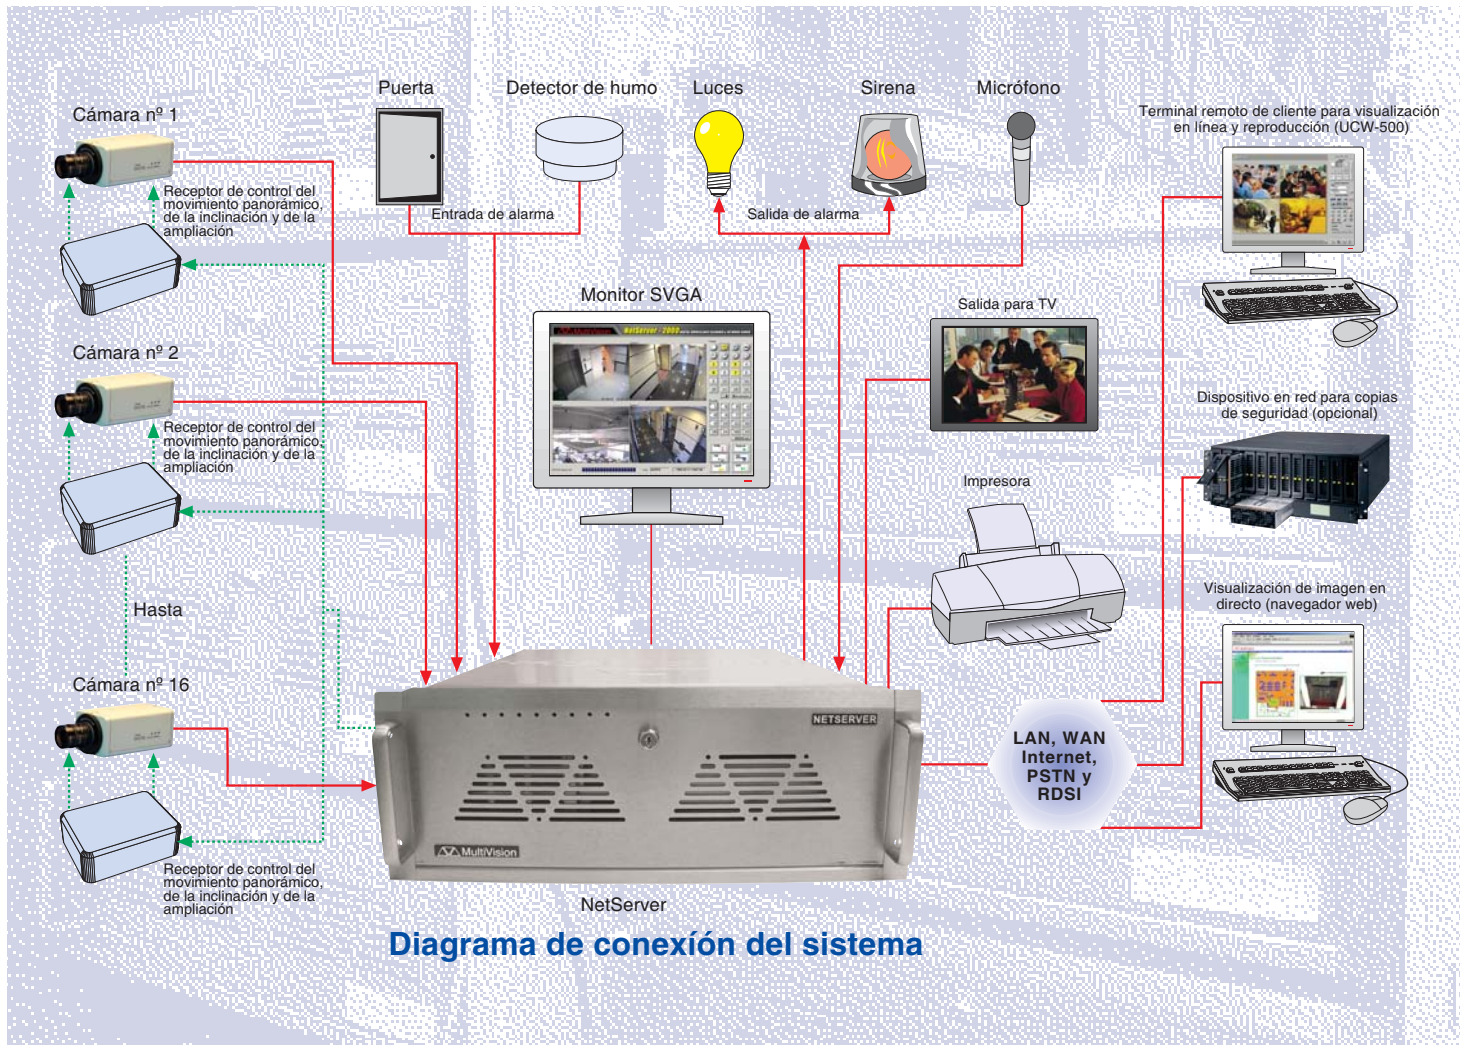 Puerta
Detector de humo
Luces
Sirena
Micrófono
Cámara nº 1
Terminal remoto de cliente para visualización
en línea y reproducción (UCW-500)
Receptor de control del
movimiento panorámico,
de la inclinación y de la
ampliación
Entrada de alarma
Salida de alarma
Monitor SVGA
Salida para TV
MultiVision
NetServer - 2000
Cámara nº 2
Dispositivo en red para copias
de seguridad (opcional)
Receptor de control del
movimiento panorámico,
de la inclinación y de la
ampliación
Impresora
Visualización de imagen en
directo (navegador web)
Hasta
Cámara nº 16
NETSERVER
LAN, WAN
Internet,
PSTN y
RDSI
MultiVision
Receptor de control del
movimiento panorámico,
de la inclinación y de la
ampliación
NetServer
Diagrama de conexíón del sistema